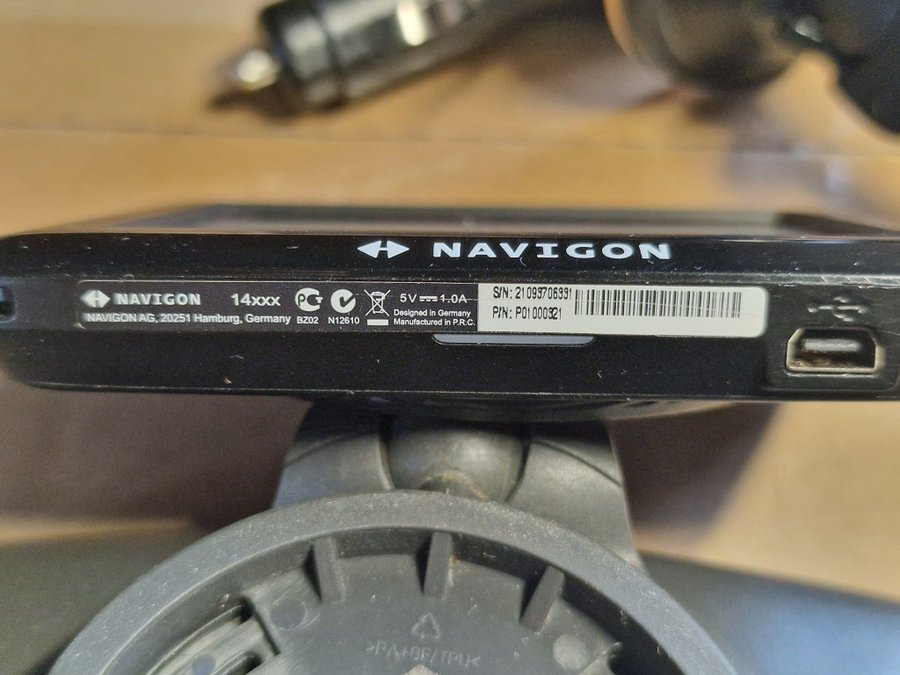 NAVIGON
NAVIGON 14xxx
NAVIGON AG, 20251 Hamburg, Germany
BZ02
N12610
5V 1.0A
Designed in Germany
Manufactured in P.R.C.
S/N: 21093706331
P/N: P01000321